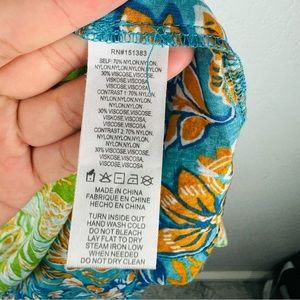 RN#151383
SELF: 70% NYLON,NYLON,
NYLON,NYLON,NYLON,NYLON
30% VISCOSE,VISCOSE,
VISKOSE,VISCOSA,
VISCOSE,VISCOSA
CONTRAST 1: 70% NYLON,
NYLON,NYLON,NYLON,
NYLON,NYLON
30% VISCOSE,VISCOSE,
VISKOSE,VISCOSA,
VISCOSE,VISCOSA
CONTRAST 2: 70% NYLON,
NYLON,NYLON,NYLON,
NYLON,NYLON
30% VISCOSE,VISCOSE,
VISKOSE,VISCOSA,
VISCOSE,VISCOSA
MADE IN CHINA
FABRIQUE EN CHINE
HECHO EN CHINA
TURN INSIDE OUT
HAND WASH COLD
DO NOT BLEACH
LAY FLAT TO DRY
STEAM IRON LOW
WHEN NEEDED
DO NOT DRY CLEAN